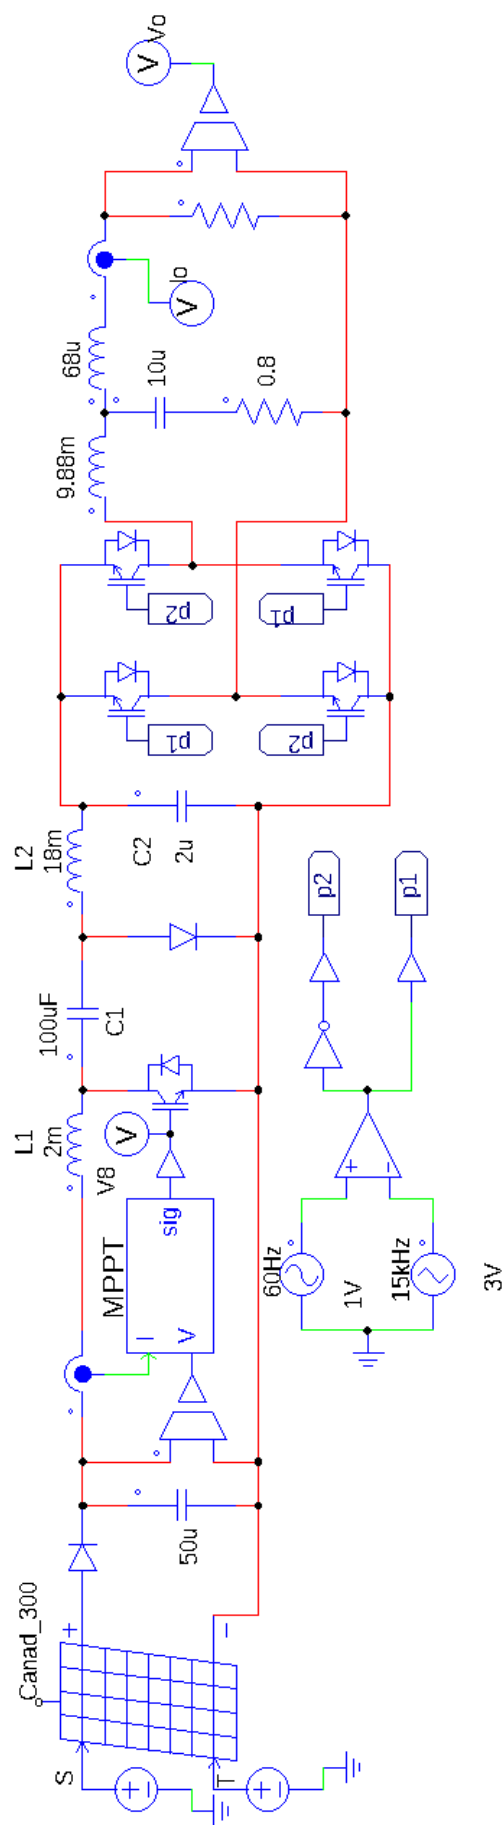 Canad_300
S
T
+
-
50u
MPPT
I
V
sig
V8
V
L1
2m
100uF
C1
L2
18m
C2
2u
p1
p2
p2
p1
9.88m
68u
10u
0.8
V
Io
V
Vo
60Hz
1V
15kHz
3V
+
-
p2
p1